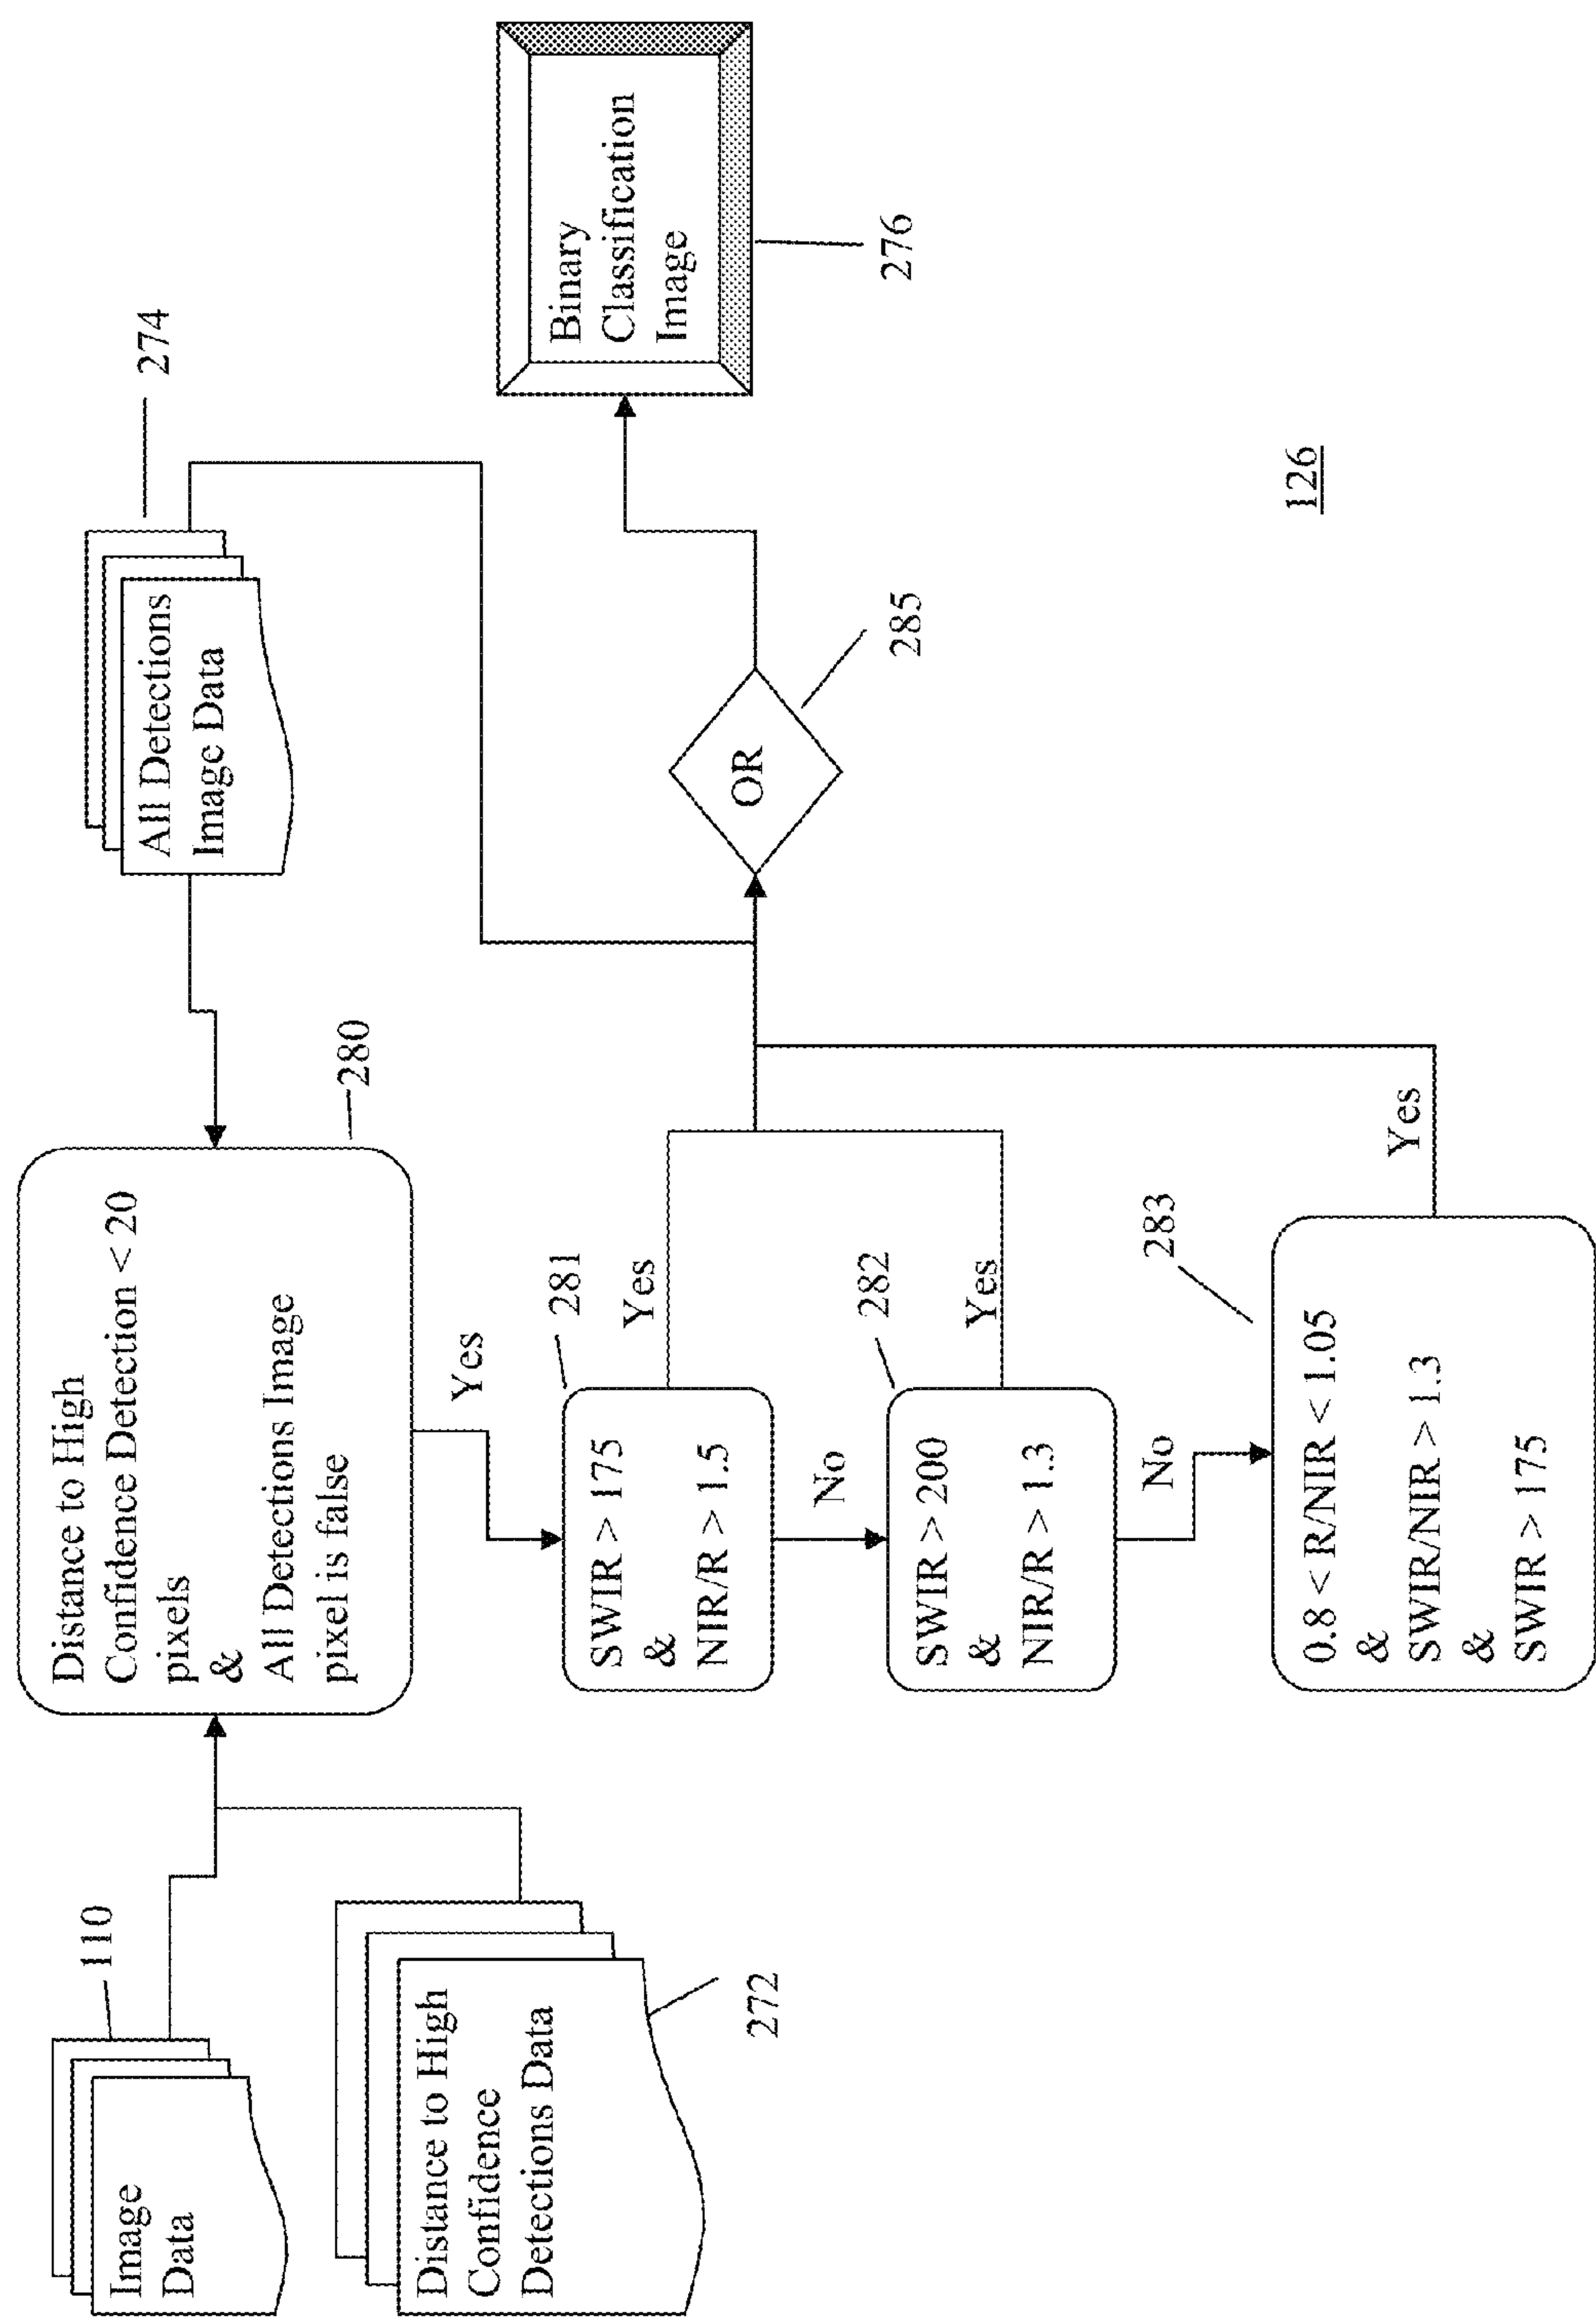 Image
Data
110
Distance to High
Confidence
Detections Data
272
Distance to High
Confidence Detection < 20
pixels
&
All Detections Image
pixel is false
280
All Detections
Image Data
274
Yes
SWIR > 175
&
NIR/R > 1.5
281
Yes
No
SWIR > 200
&
NIR/R > 1.3
282
Yes
No
0.8 < R/NIR < 1.05
&
SWIR/NIR > 1.3
&
SWIR > 175
283
Yes
OR
285
Binary
Classification
Image
276
126